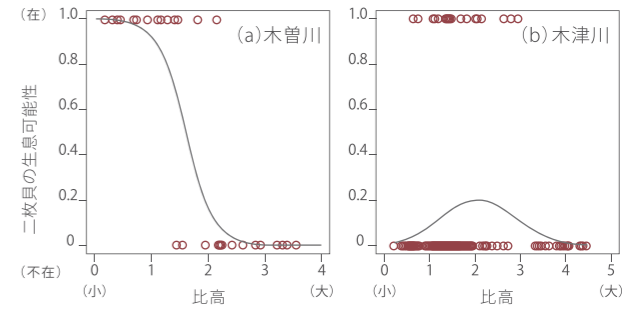 (在)
二枚貝の生息可能性
(不在)
1.0
0.8
0.6
0.4
0.2
0
(a)木曽川
0 1 2 3 4
(小) (大)
比高
1.0
0.8
0.6
0.4
0.2
0
(b)木津川
0 1 2 3 4 5
(小) (大)
比高